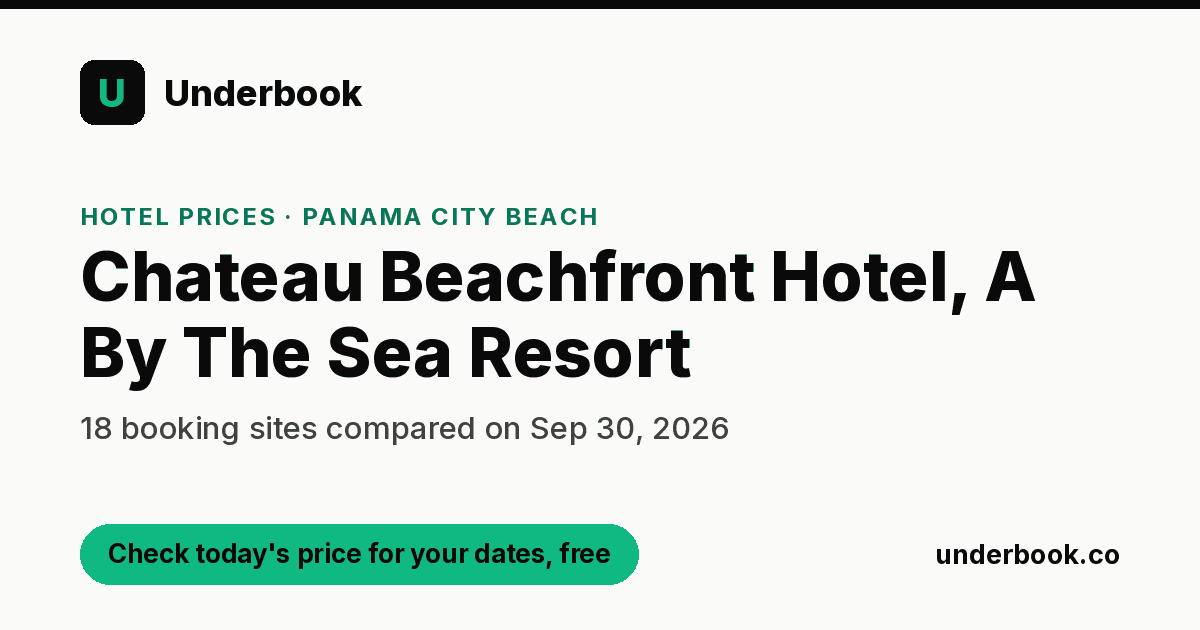 U Underbook
HOTEL PRICES · PANAMA CITY BEACH
Chateau Beachfront Hotel, A
By The Sea Resort
18 booking sites compared on Sep 30, 2026
Check today's price for your dates, free
underbook.co